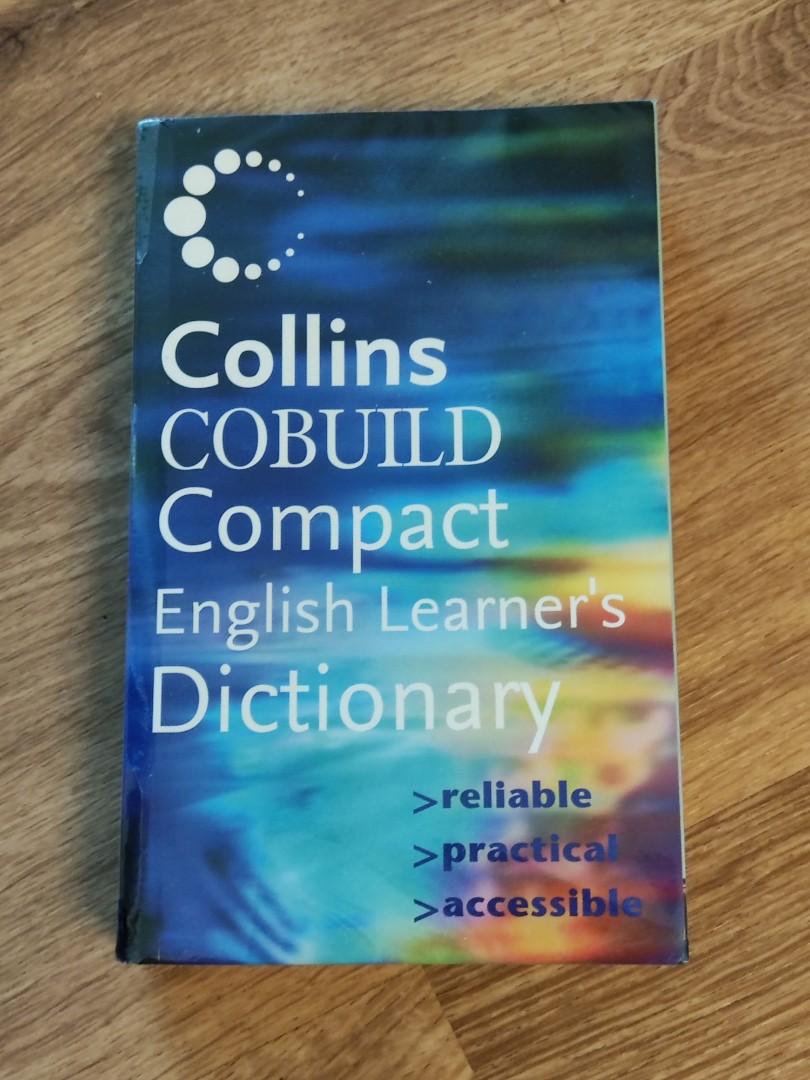 Collins
COBUILD
Compact
English Learner's
Dictionary
>reliable
>practical
>accessible